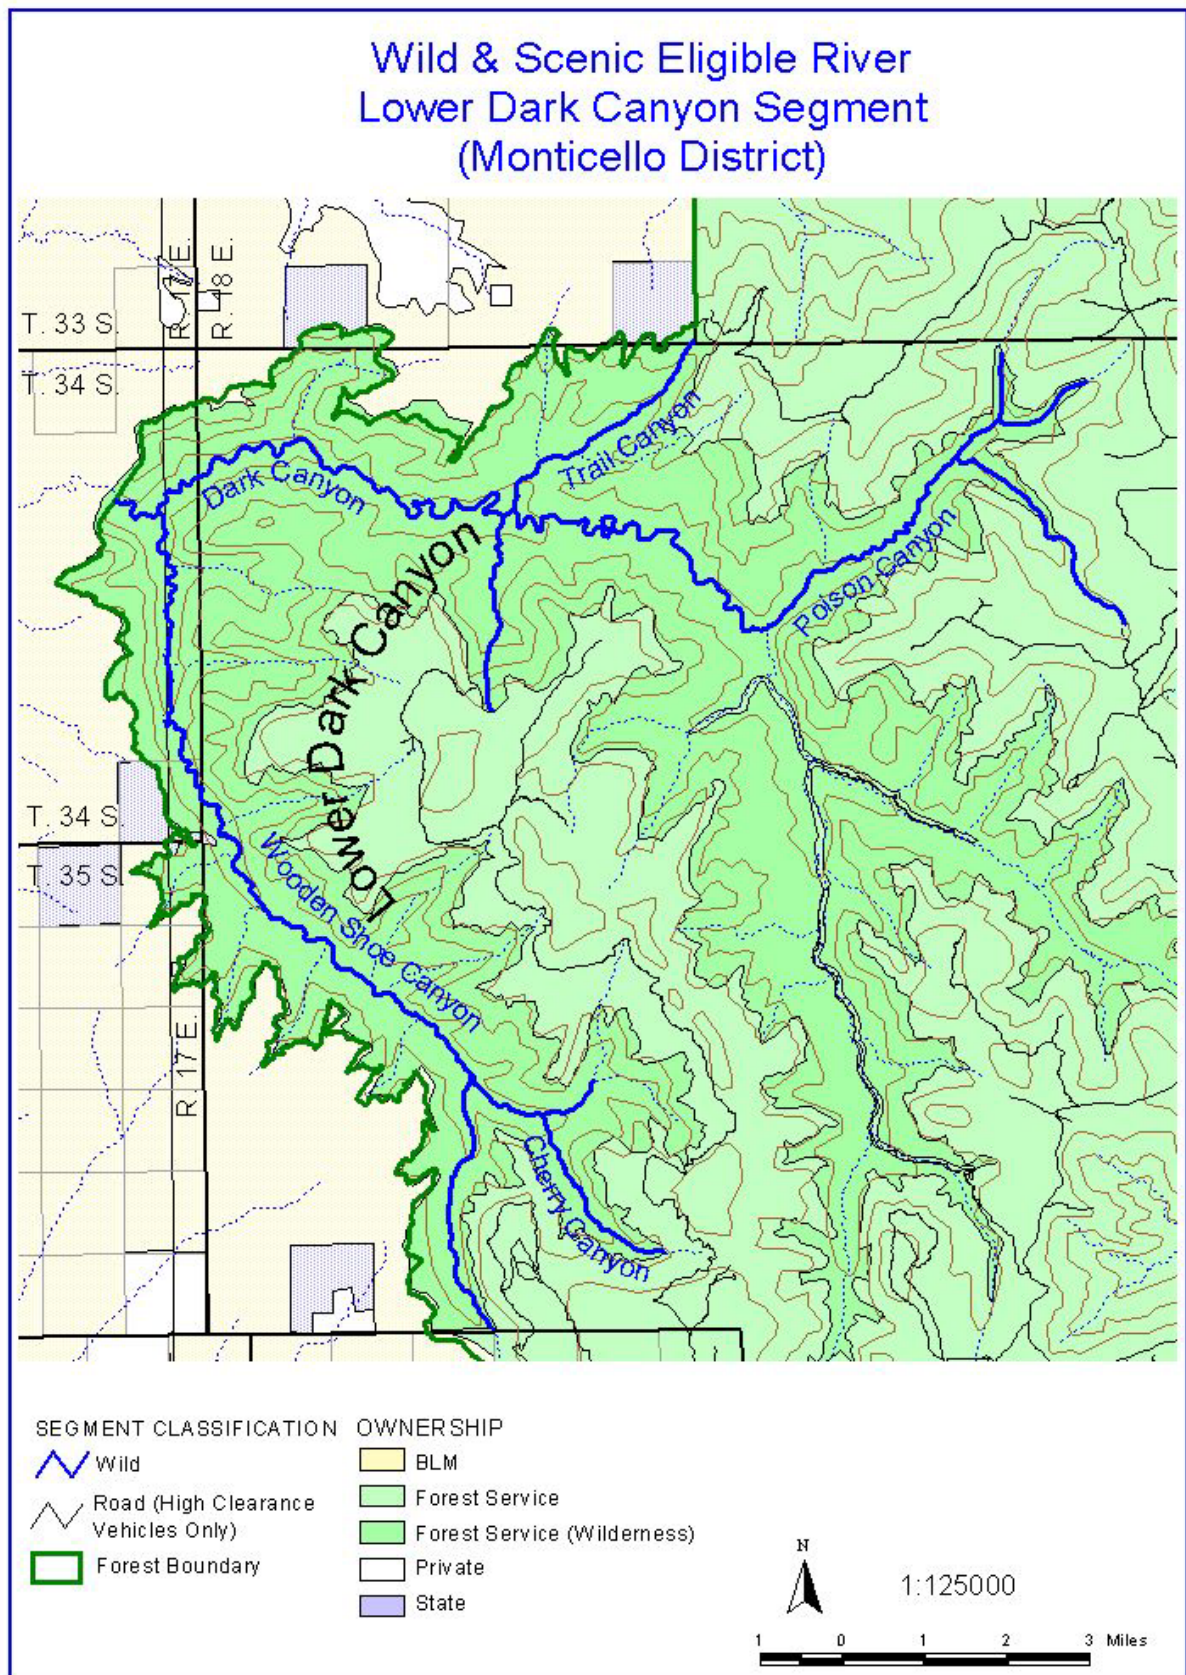 Wild & Scenic Eligible River
Lower Dark Canyon Segment
(Monticello District)
R. 17 E.
R. 18 E.
T. 33 S.
T. 34 S.
Trail Canyon
Dark Canyon
Poison Canyon
Lower Dark Canyon
T. 34 S
T. 35 S.
Wooden Shoe Canyon
R. 17 E.
Cherry Canyon
SEGMENT CLASSIFICATION
Wild
Road (High Clearance
Vehicles Only)
Forest Boundary
OWNERSHIP
BLM
Forest Service
Forest Service (Wilderness)
Private
State
N
1:125000
1 0 1 2 3 Miles